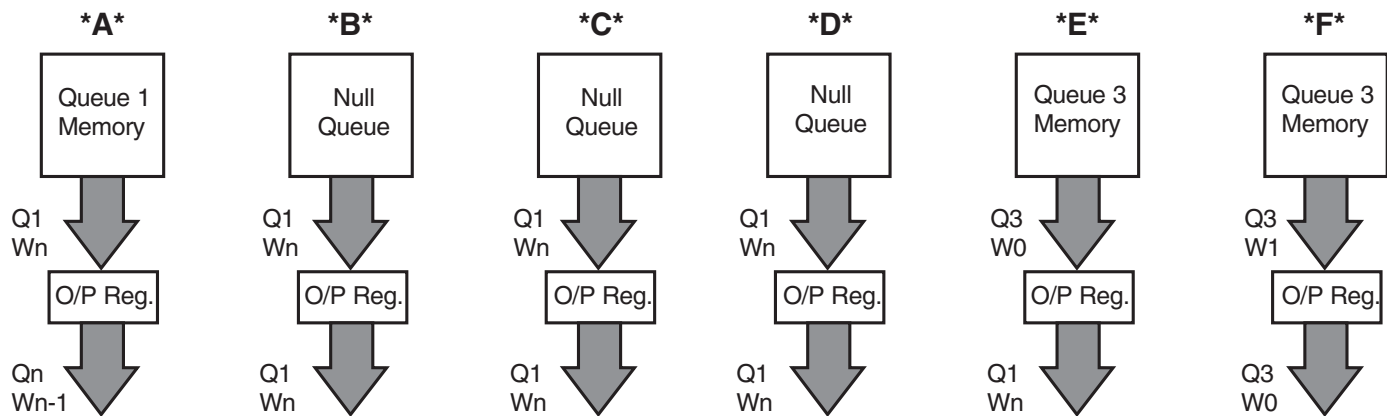 *A* *B* *C* *D* *E* *F*
Queue 1 Null Null Null Queue 3 Queue 3
Memory Queue Queue Queue Memory Memory
Q1 Q1 Q1 Q1 Q3 Q3
Wn Wn Wn Wn W0 W1
O/P Reg. O/P Reg. O/P Reg. O/P Reg. O/P Reg. O/P Reg.
Qn Q1 Q1 Q1 Q1 Q3
Wn-1 Wn Wn Wn Wn W0